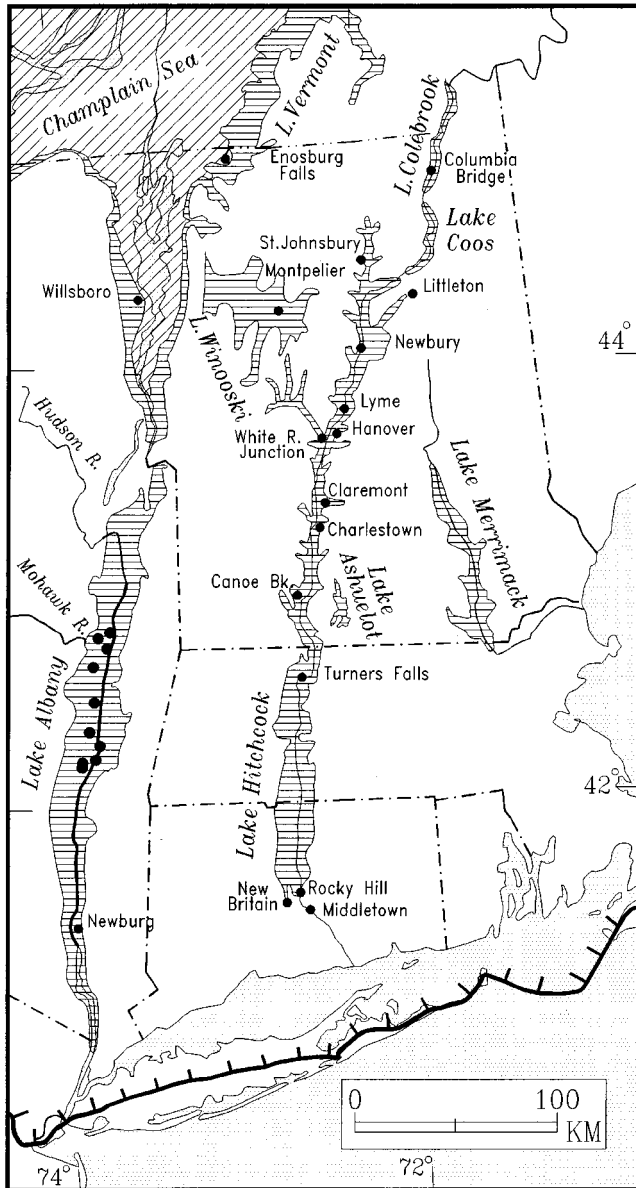 Champlain Sea
L. Vermont
L. Colebrook
Enosburg
Falls
Columbia
Bridge
Lake
Coos
St. Johnsbury
Montpelier
Willsboro
Littleton
L. Winooski
Newbury
44°
Hudson R.
Lyme
Hanover
White R.
Junction
Lake Merrimack
Claremont
Charlestown
Mohawk R.
Canoe Bk.
Lake
Ashuelot
Turners Falls
Lake Albany
Lake Hitchcock
42°
New
Britain
Rocky Hill
Middletown
Newburg
0 100
KM
74° 72°